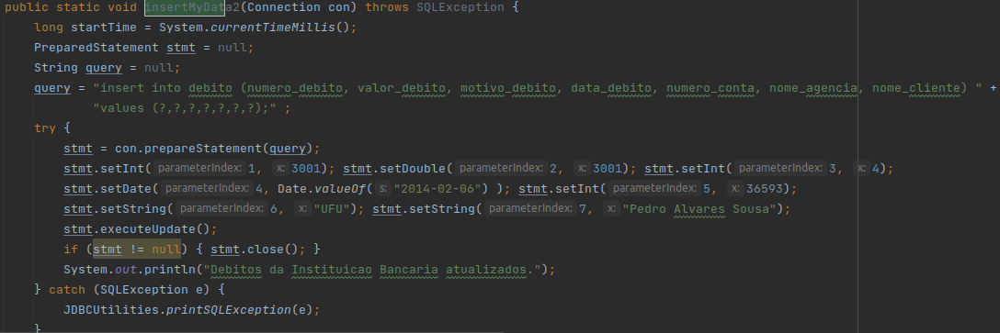 public static void insertMyData2(Connection con) throws SQLException {
long startTime = System.currentTimeMillis();
PreparedStatement stmt = null;
String query = null;
query = "insert into debito (numero_debito, valor_debito, motivo_debito, data_debito, numero_conta, nome_agencia, nome_cliente) " +
"values (?,?,?,?,?,?,?);" ;
try {
stmt = con.prepareStatement(query);
stmt.setInt( parameterIndex: 1, x: 3001); stmt.setDouble( parameterIndex: 2, x: 3001); stmt.setInt( parameterIndex: 3, x: 4);
stmt.setDate( parameterIndex: 4, Date.valueOf( s: "2014-02-06") ); stmt.setInt( parameterIndex: 5, x: 36593);
stmt.setString( parameterIndex: 6, x: "UFU"); stmt.setString( parameterIndex: 7, x: "Pedro Alvares Sousa");
stmt.executeUpdate();
if (stmt != null) { stmt.close(); }
System.out.println("Debitos da Instituicao Bancaria atualizados.");
} catch (SQLException e) {
JDBCUtilities.printSQLException(e);
}